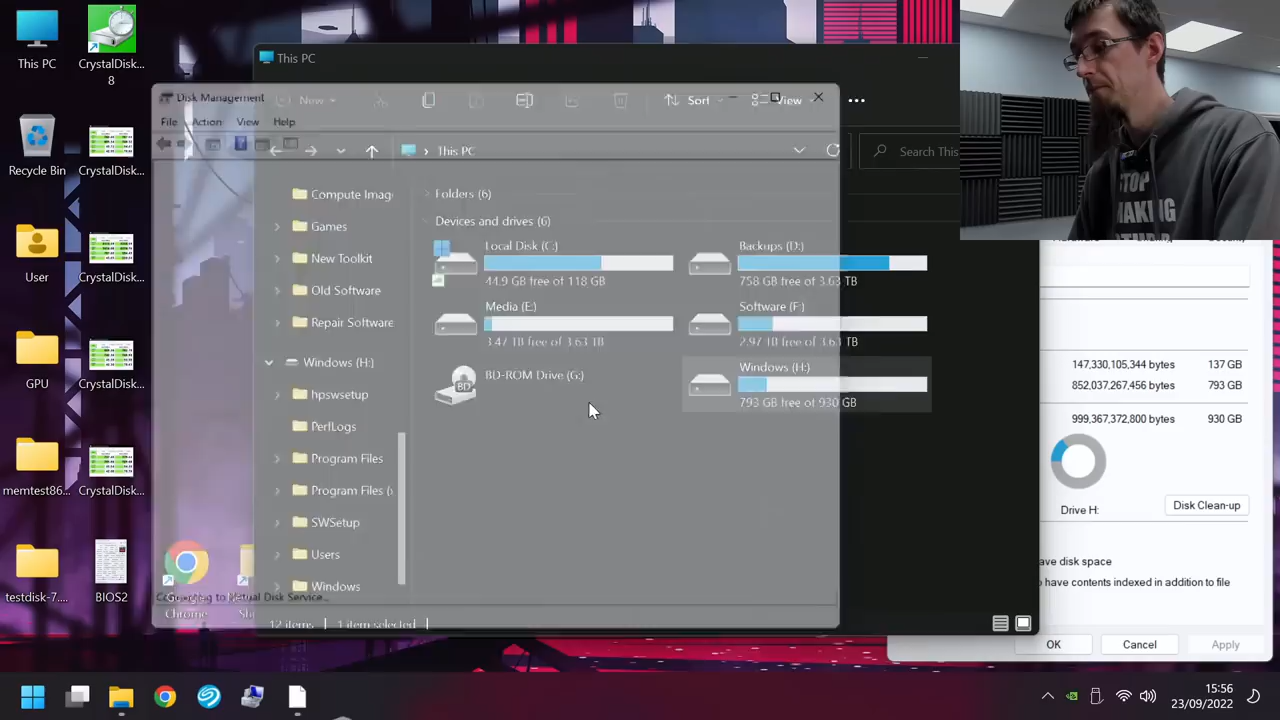 This PC
CrystalDisk...
8
Recycle Bin
CrystalDisk...
User
CrystalDisk...
GPU
CrystalDisk...
memtest86...
CrystalDisk...
testdisk-7....
BIOS2
Google
Chrome
This PC
Disk Management
New
Sort
View
File
Action
View
Help
This PC
Search This
Compute Imag
Games
New Toolkit
Old Software
Repair Software
Windows (H:)
hpswsetup
PerfLogs
Program Files
Program Files (
SWSetup
Users
Windows
Folders (6)
Devices and drives (6)
Local Disk (C:)
44.9 GB free of 118 GB
Backups (D:)
758 GB free of 3.63 TB
Media (E:)
3.47 TB free of 3.63 TB
Software (F:)
2.97 TB free of 3.63 TB
BD-ROM Drive (G:)
BD
Windows (H:)
793 GB free of 930 GB
Connecting to Virtual Disk Service...
12 items
1 item selected
STOP
MAKING
147,330,105,344 bytes
137 GB
852,037,267,456 bytes
793 GB
999,367,372,800 bytes
930 GB
Drive H:
Disk Clean-up
ave disk space
o have contents indexed in addition to file
OK
Cancel
Apply
15:56
23/09/2022